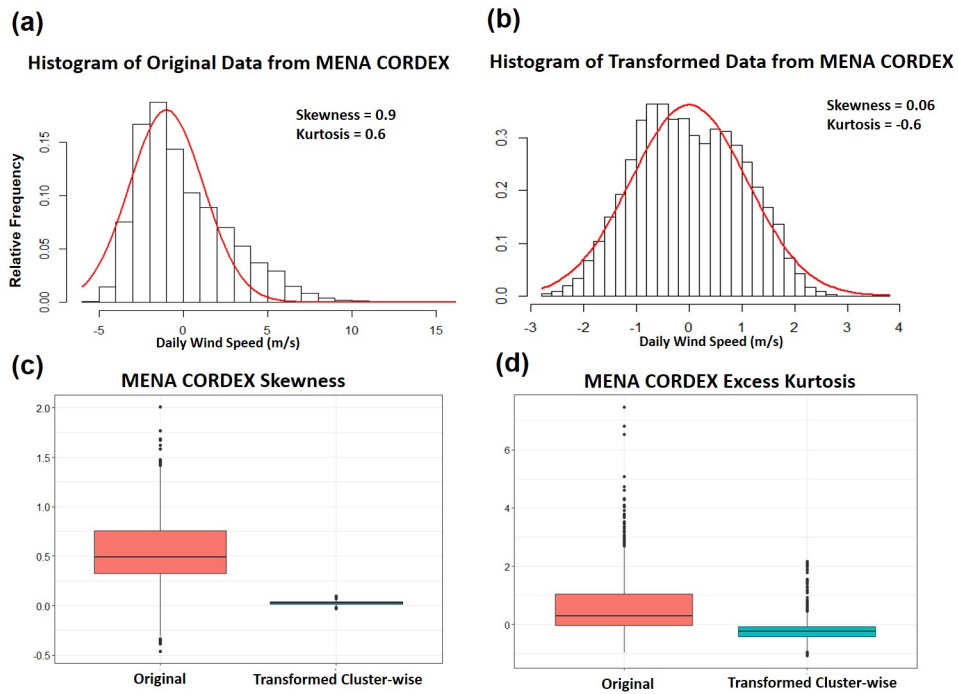 (a)
Histogram of Original Data from MENA CORDEX
Skewness = 0.9
Kurtosis = 0.6
Relative Frequency
0.00
0.05
0.10
0.15
-5
0
5
10
15
Daily Wind Speed (m/s)
(b)
Histogram of Transformed Data from MENA CORDEX
Skewness = 0.06
Kurtosis = -0.6
0.0
0.1
0.2
0.3
-3
-2
-1
0
1
2
3
4
Daily Wind Speed (m/s)
(c)
MENA CORDEX Skewness
2.0
1.5
1.0
0.5
0.0
-0.5
Original
Transformed Cluster-wise
(d)
MENA CORDEX Excess Kurtosis
6
4
2
0
Original
Transformed Cluster-wise